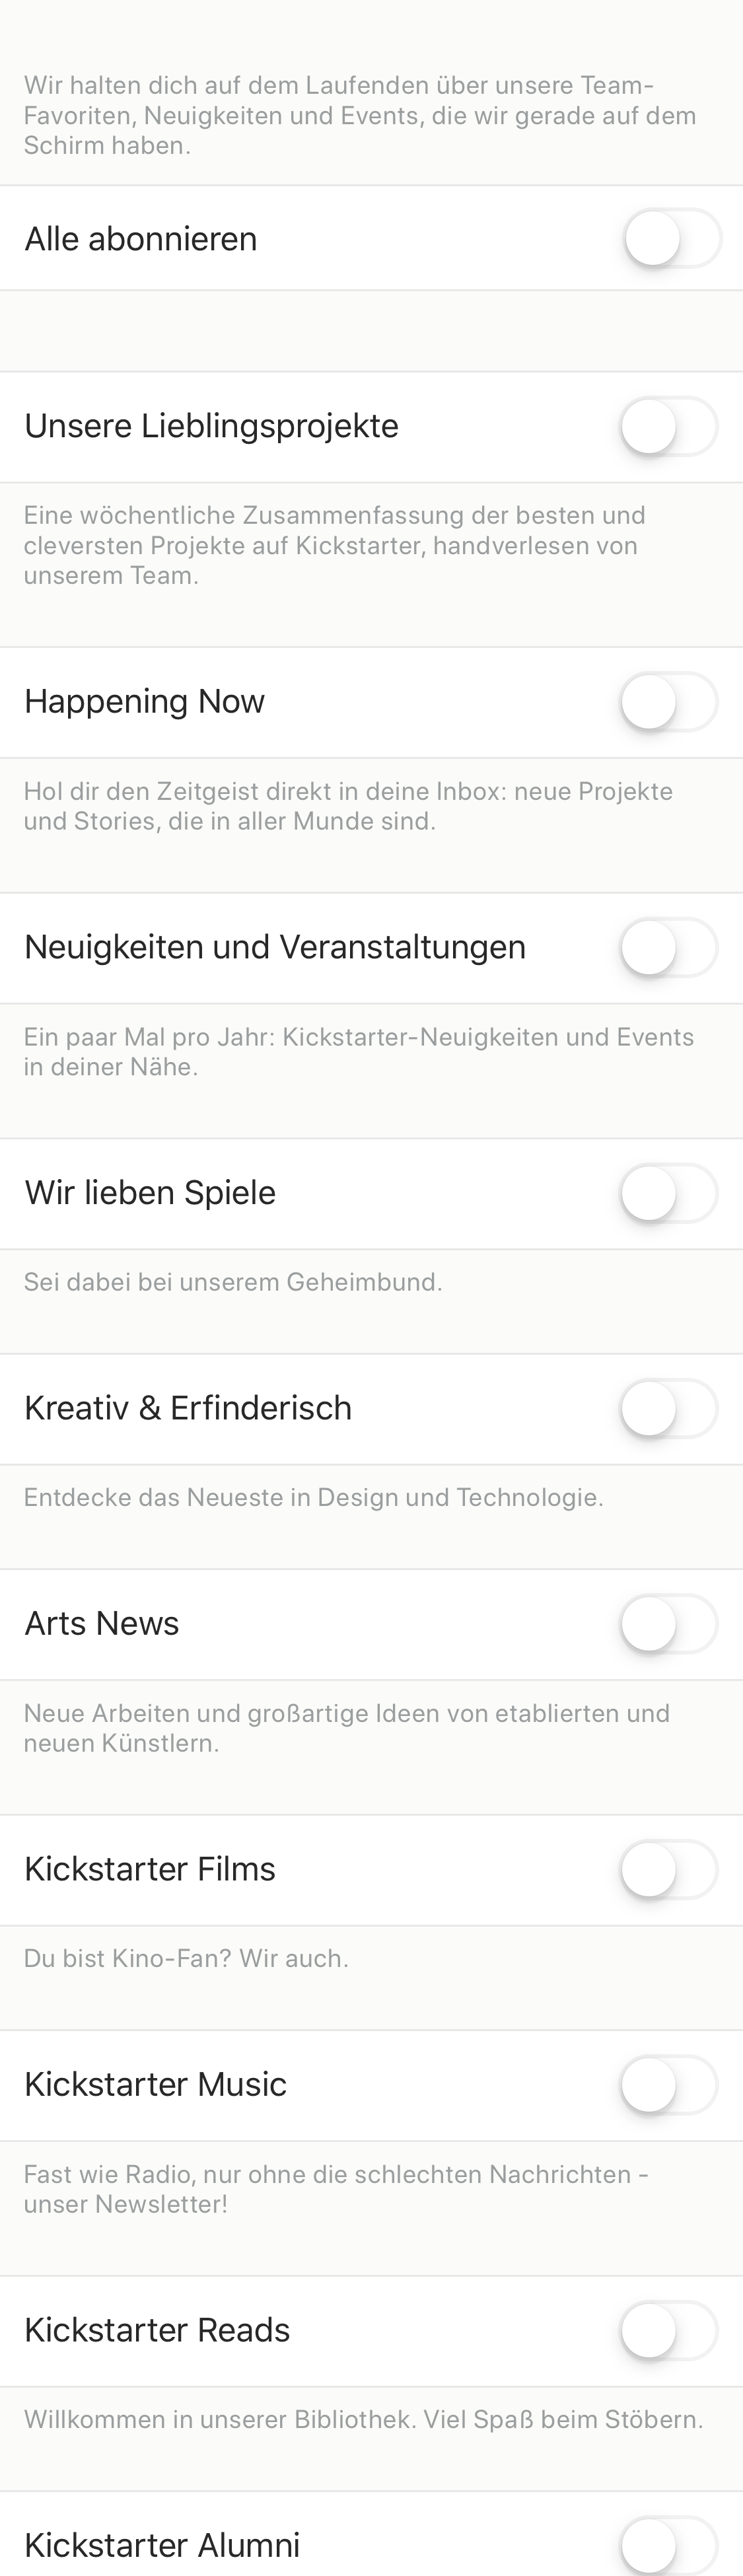 Wir halten dich auf dem Laufenden über unsere Team-
Favoriten, Neuigkeiten und Events, die wir gerade auf dem
Schirm haben.
Alle abonnieren
Unsere Lieblingsprojekte
Eine wöchentliche Zusammenfassung der besten und
cleversten Projekte auf Kickstarter, handverlesen von
unserem Team.
Happening Now
Hol dir den Zeitgeist direkt in deine Inbox: neue Projekte
und Stories, die in aller Munde sind.
Neuigkeiten und Veranstaltungen
Ein paar Mal pro Jahr: Kickstarter-Neuigkeiten und Events
in deiner Nähe.
Wir lieben Spiele
Sei dabei bei unserem Geheimbund.
Kreativ & Erfinderisch
Entdecke das Neueste in Design und Technologie.
Arts News
Neue Arbeiten und großartige Ideen von etablierten und
neuen Künstlern.
Kickstarter Films
Du bist Kino-Fan? Wir auch.
Kickstarter Music
Fast wie Radio, nur ohne die schlechten Nachrichten -
unser Newsletter!
Kickstarter Reads
Willkommen in unserer Bibliothek. Viel Spaß beim Stöbern.
Kickstarter Alumni